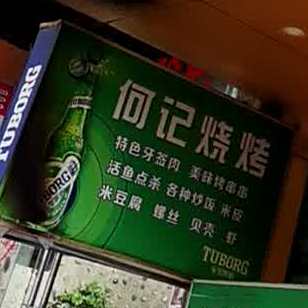 TUBORG
何记烧烤
特色牙签肉 美味烤串串
活鱼点杀 各种炒饭 米皮
米豆腐 螺丝 贝壳 虾
TUBORG